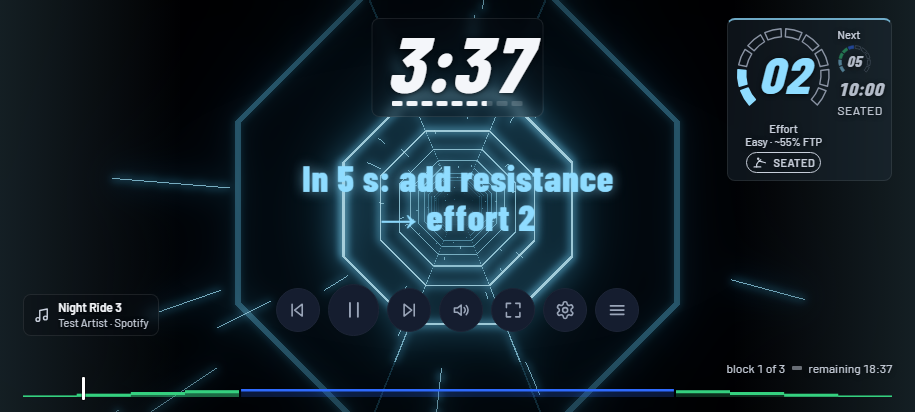 3:37
Next
02
05
10:00
SEATED
Effort
Easy · ~55% FTP
SEATED
In 5 s: add resistance
→ effort 2
Night Ride 3
Test Artist · Spotify
block 1 of 3
remaining 18:37